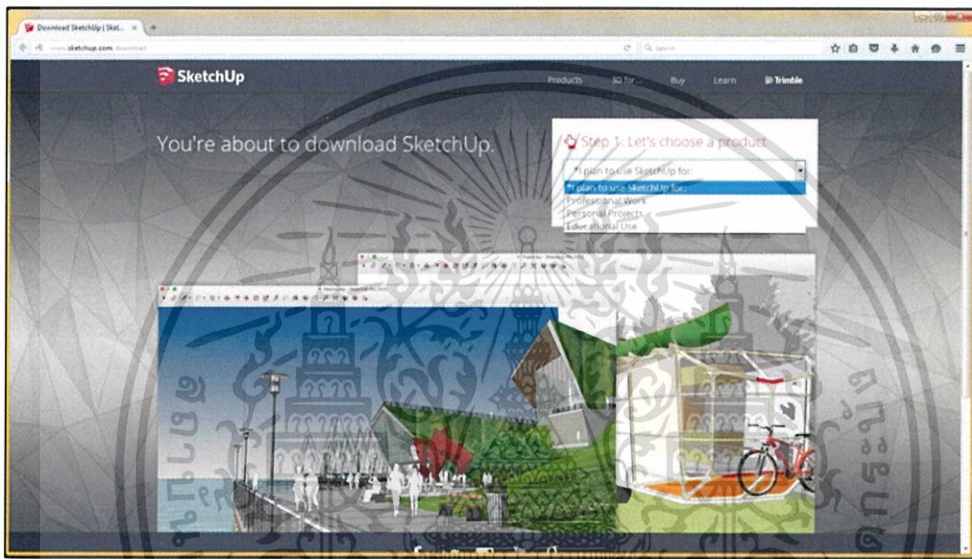 Download SketchUp | Sket...
www.sketchup.com/download
Search
SketchUp
Products
3D for...
Buy
Learn
Trimble
You're about to download SketchUp.
Step 1: Let's choose a product
*I plan to use SketchUp for:
*I plan to use SketchUp for:
Professional Work
Personal Projects
Educational Use